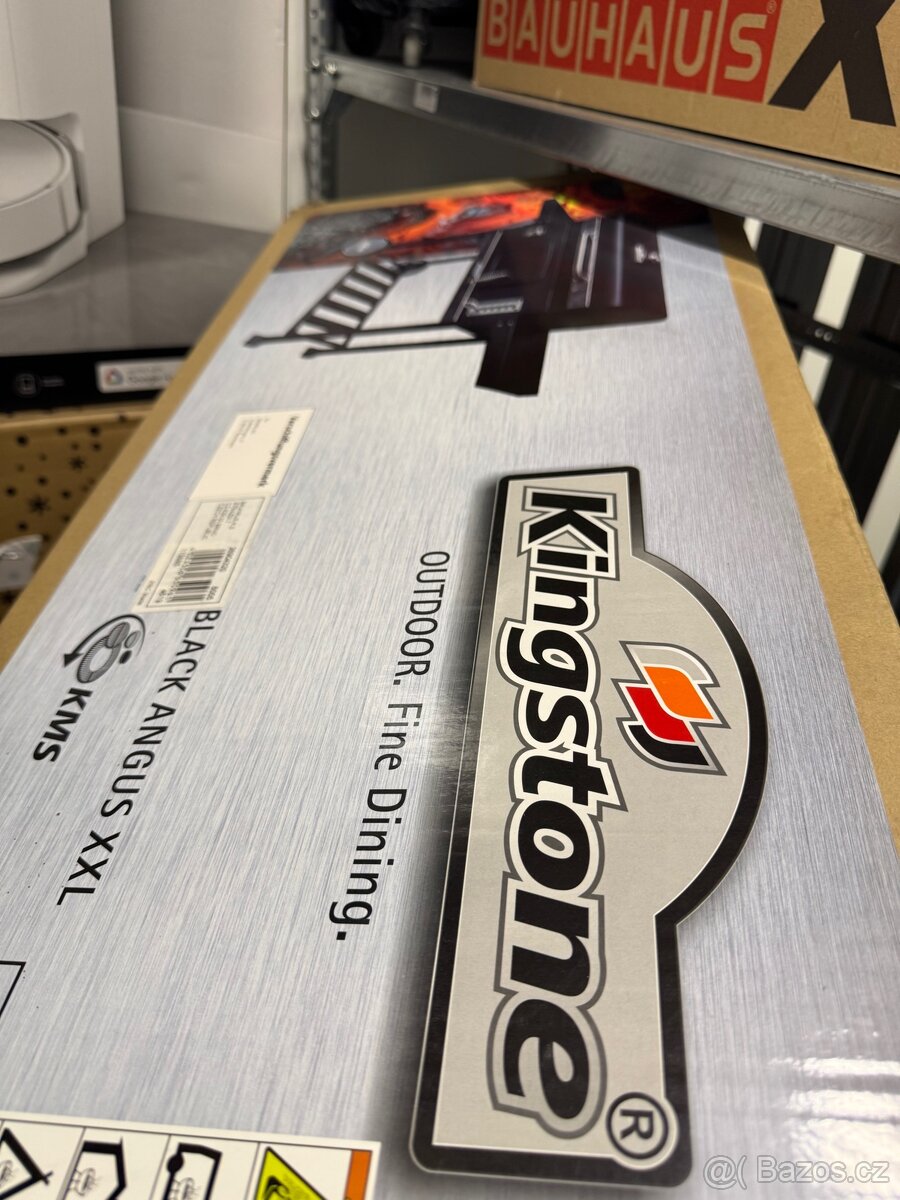 BAUHAUS X
Kingstone®
OUTDOOR. Fine Dining.
BLACK ANGUS XXL
KMS
@( Bazos.cz